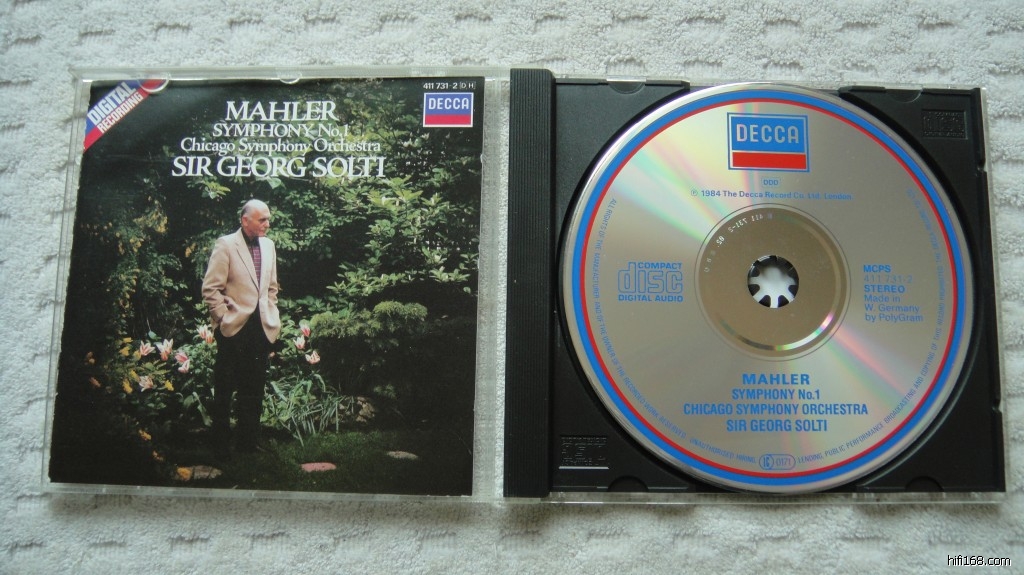 DIGITAL
RECORDING
411 731-2 DH
DECCA
MAHLER
SYMPHONY No.1
Chicago Symphony Orchestra
SIR GEORG SOLTI
DECCA
DDD
℗ 1984 The Decca Record Co. Ltd. London
COMPACT
disc
DIGITAL AUDIO
MCPS
411 731-2
STEREO
Made in
W. Germany
by PolyGram
MAHLER
SYMPHONY No.1
CHICAGO SYMPHONY ORCHESTRA
SIR GEORG SOLTI
hifi168.com